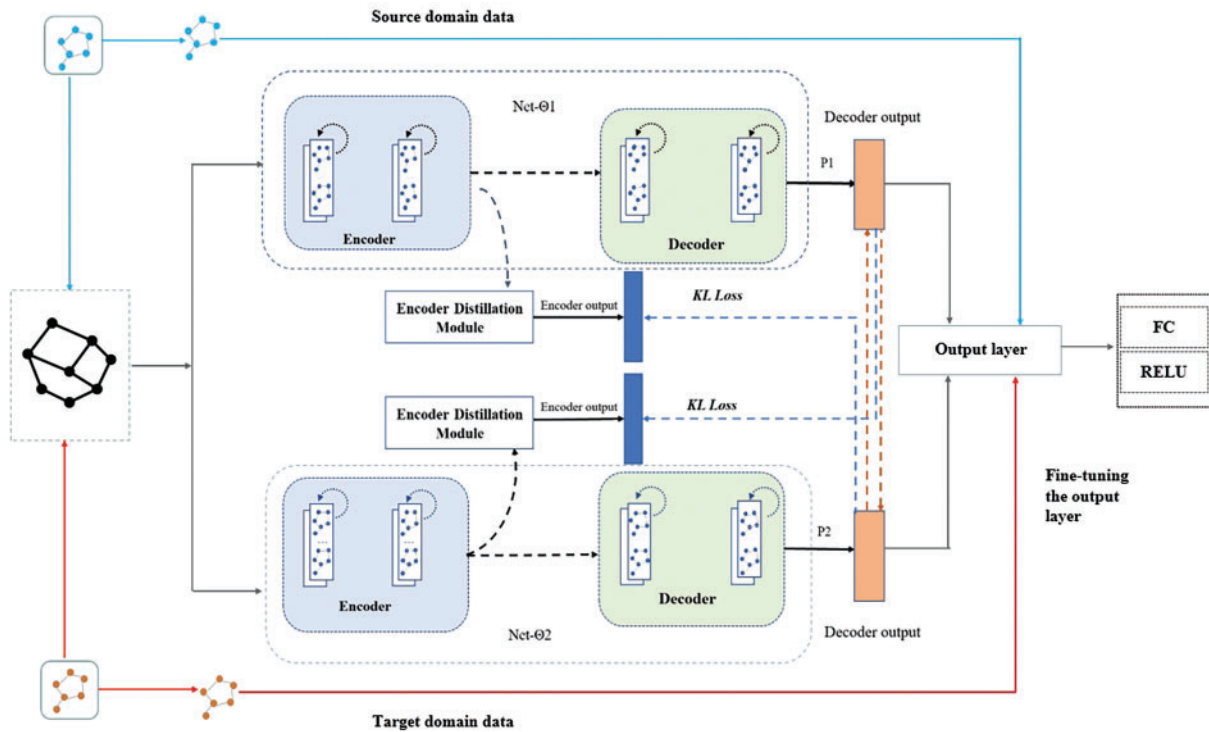 Source domain data
Net-Θ1
Decoder output
P1
Encoder
Decoder
Encoder Distillation
Module
Encoder output
KL Loss
Output layer
FC
RELU
Encoder Distillation
Module
Encoder output
KL Loss
Fine-tuning
the output
layer
...
...
P2
Encoder
Decoder
Net-Θ2
Decoder output
Target domain data